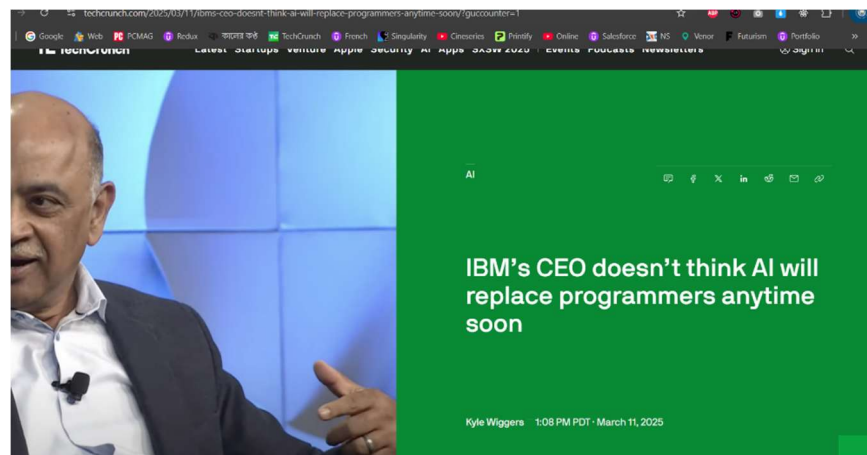 techcrunch.com/2025/03/11/ibms-ceo-doesnt-think-ai-will-replace-programmers-anytime-soon/?guccounter=1
Google Web PCMAG Redux কালের কণ্ঠ TechCrunch French Singularity Cineseries Printify Online Salesforce NS Venor Futurism Portfolio
TechCrunch Latest Startups Venture Apple Security AI Apps SXSW 2025 Events Podcasts Newsletters Sign In
AI
IBM's CEO doesn't think AI will
replace programmers anytime
soon
Kyle Wiggers 1:08 PM PDT · March 11, 2025